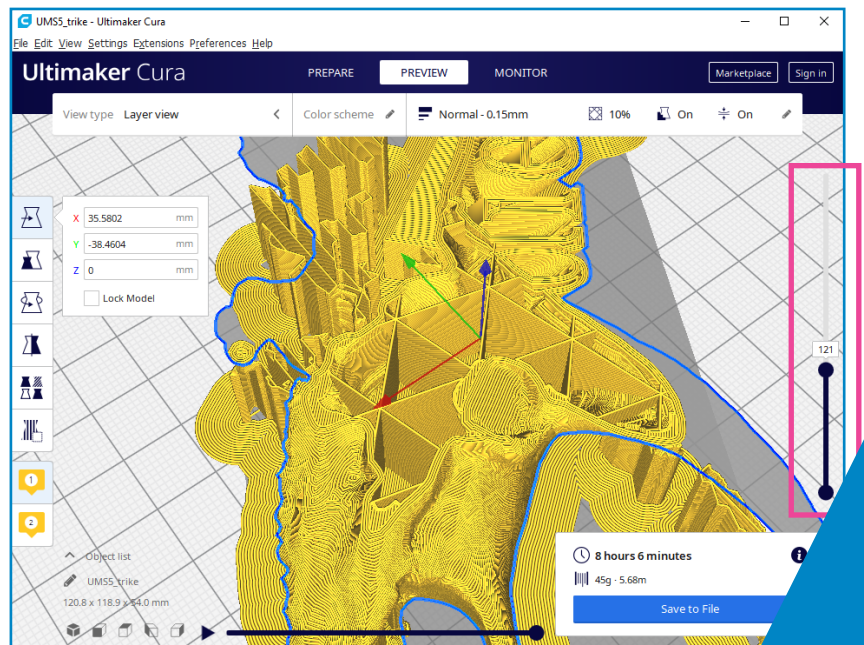 UMS5_trike - Ultimaker Cura
File Edit View Settings Extensions Preferences Help
Ultimaker Cura
PREPARE
PREVIEW
MONITOR
Marketplace
Sign in
View type Layer view
Color scheme
Normal - 0.15mm
10%
On
On
X 35.5802 mm
Y -38.4604 mm
Z 0 mm
Lock Model
121
1
2
Object list
UMS5_trike
120.8 x 118.9 x 54.0 mm
8 hours 6 minutes
i
45g · 5.68m
Save to File